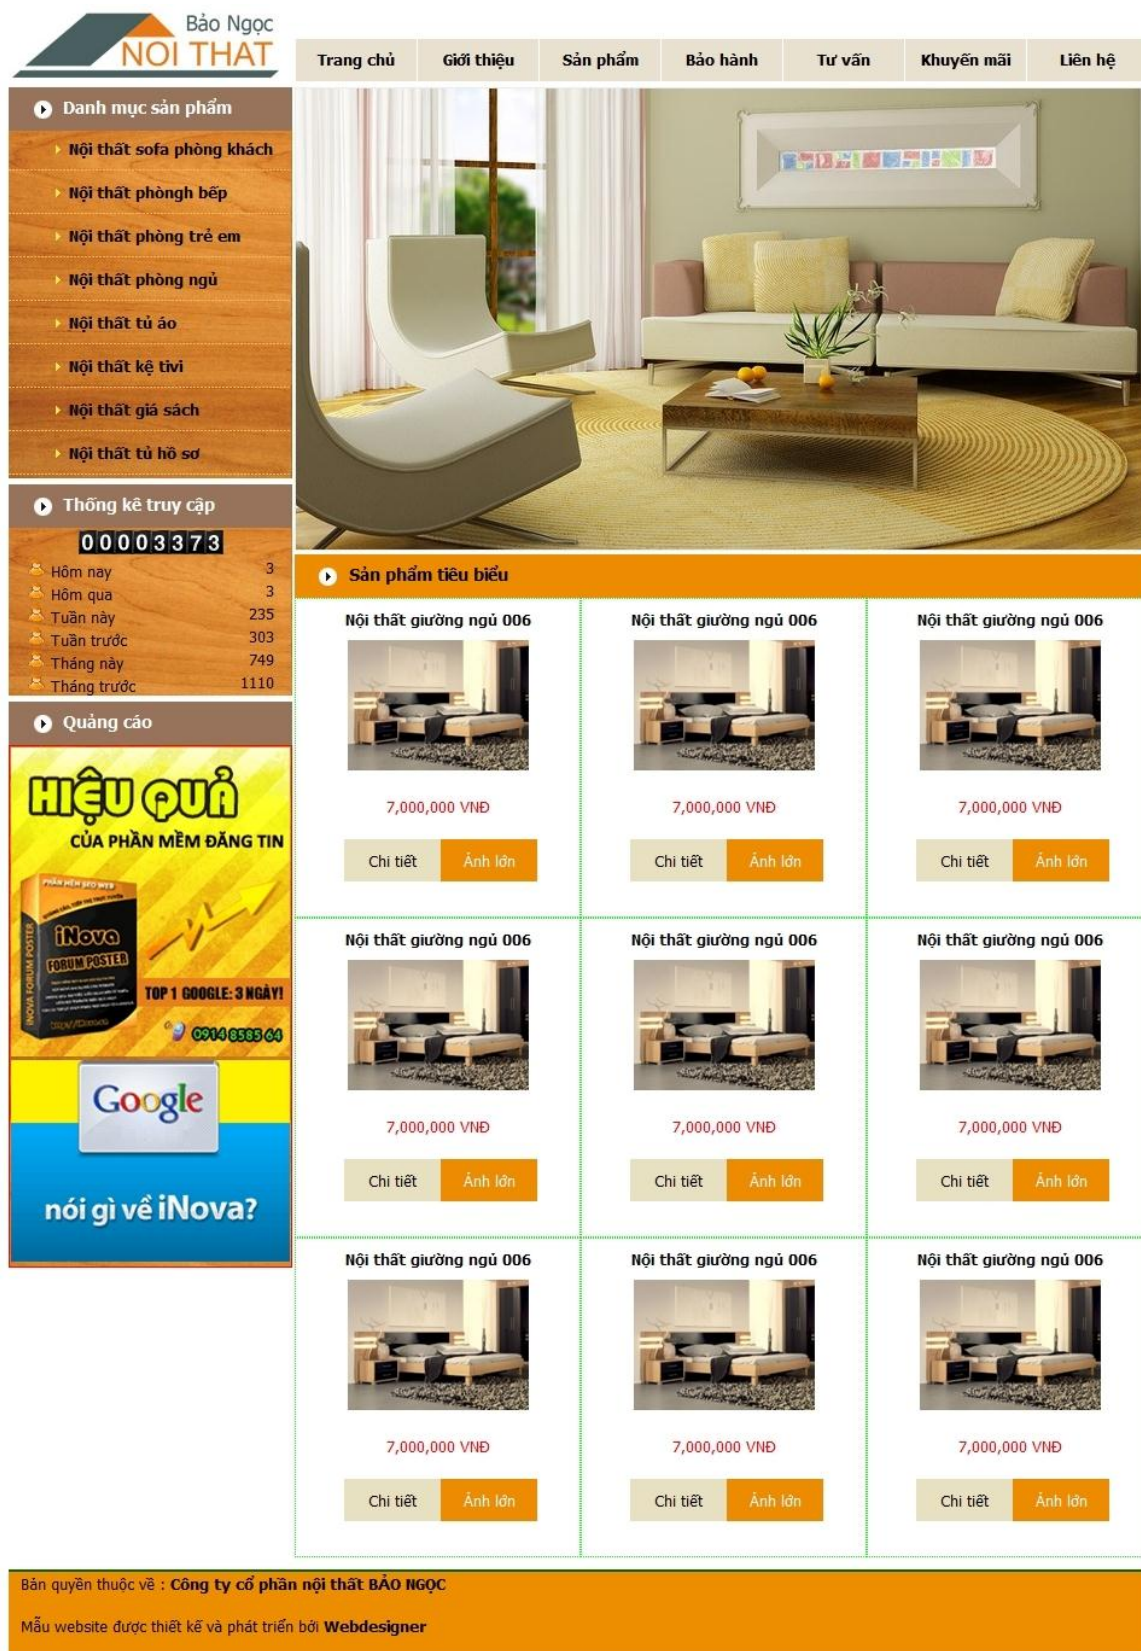 Bảo Ngọc
NOI THAT
Trang chủ Giới thiệu Sản phẩm Bảo hành Tư vấn Khuyến mãi Liên hệ
Danh mục sản phẩm
Nội thất sofa phòng khách
Nội thất phòngh bếp
Nội thất phòng trẻ em
Nội thất phòng ngủ
Nội thất tủ áo
Nội thất kệ tivi
Nội thất giá sách
Nội thất tủ hồ sơ
Thống kê truy cập
00003373
Hôm nay 3
Hôm qua 3
Tuần này 235
Tuần trước 303
Tháng này 749
Tháng trước 1110
Quảng cáo
HIỆU QUẢ
CỦA PHẦN MỀM ĐĂNG TIN
PHẦN MỀM SEO WEB
iNova
FORUM POSTER
INOVA FORUM POSTER
TOP 1 GOOGLE: 3 NGÀY!
0914 8585 64
Google
nói gì về iNova?
Sản phẩm tiêu biểu
Nội thất giường ngủ 006 Nội thất giường ngủ 006 Nội thất giường ngủ 006
7,000,000 VNĐ 7,000,000 VNĐ 7,000,000 VNĐ
Chi tiết Ảnh lớn Chi tiết Ảnh lớn Chi tiết Ảnh lớn
Nội thất giường ngủ 006 Nội thất giường ngủ 006 Nội thất giường ngủ 006
7,000,000 VNĐ 7,000,000 VNĐ 7,000,000 VNĐ
Chi tiết Ảnh lớn Chi tiết Ảnh lớn Chi tiết Ảnh lớn
Nội thất giường ngủ 006 Nội thất giường ngủ 006 Nội thất giường ngủ 006
7,000,000 VNĐ 7,000,000 VNĐ 7,000,000 VNĐ
Chi tiết Ảnh lớn Chi tiết Ảnh lớn Chi tiết Ảnh lớn
Bản quyền thuộc về : Công ty cổ phần nội thất BẢO NGỌC
Mẫu website được thiết kế và phát triển bởi Webdesigner